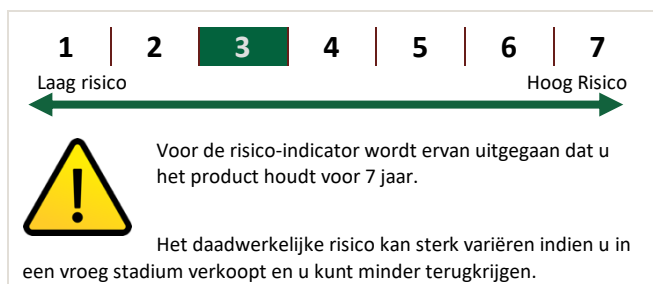 1 2 3 4 5 6 7
Laag risico Hoog Risico
Voor de risico-indicator wordt ervan uitgegaan dat u
het product houdt voor 7 jaar.
Het daadwerkelijke risico kan sterk variëren indien u in
een vroeg stadium verkoopt en u kunt minder terugkrijgen.